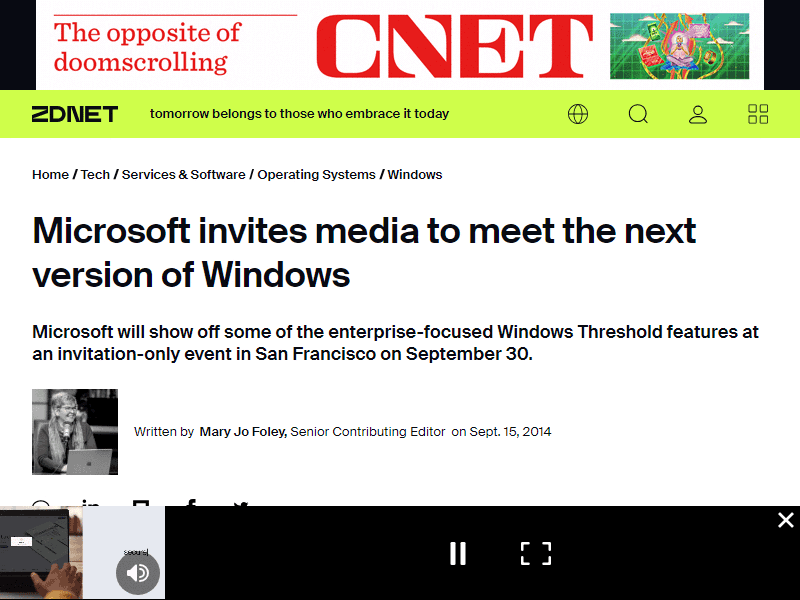 The opposite of
doomscrolling
CNET
ZDNET
tomorrow belongs to those who embrace it today
Home / Tech / Services & Software / Operating Systems / Windows
Microsoft invites media to meet the next
version of Windows
Microsoft will show off some of the enterprise-focused Windows Threshold features at
an invitation-only event in San Francisco on September 30.
Written by Mary Jo Foley, Senior Contributing Editor on Sept. 15, 2014